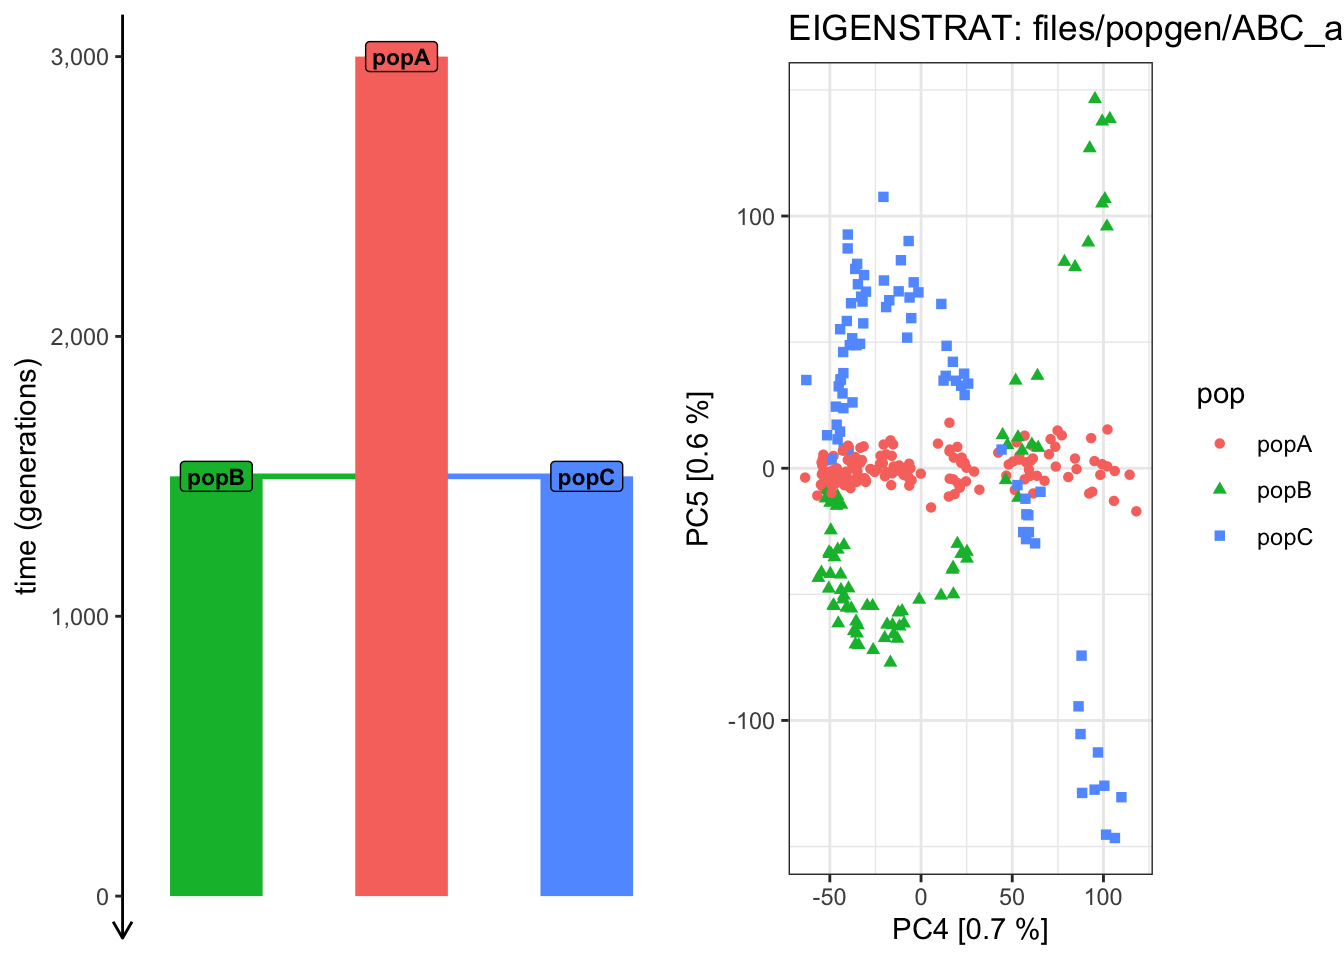 time (generations)
3,000
2,000
1,000
0
popA
popB
popC
EIGENSTRAT: files/popgen/ABC_a
PC5 [0.6 %]
100
0
-100
-50
0
50
100
PC4 [0.7 %]
pop
popA
popB
popC